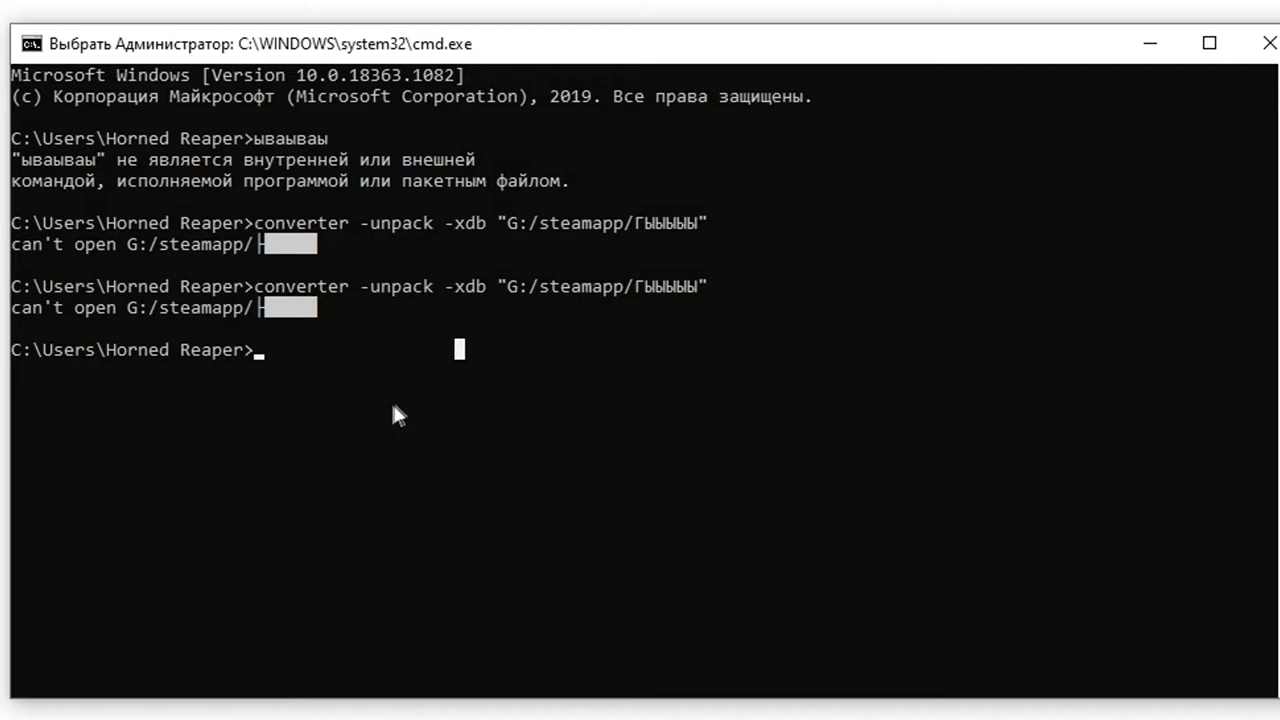 Выбрать Администратор: C:\WINDOWS\system32\cmd.exe
Microsoft Windows [Version 10.0.18363.1082]
(c) Корпорация Майкрософт (Microsoft Corporation), 2019. Все права защищены.
C:\Users\Horned Reaper>ываываы
"ываываы" не является внутренней или внешней
командой, исполняемой программой или пакетным файлом.
C:\Users\Horned Reaper>converter -unpack -xdb "G:/steamapp/ГЫЫЫЫЫ"
can't open G:/steamapp/├█████
C:\Users\Horned Reaper>converter -unpack -xdb "G:/steamapp/ГЫЫЫЫЫ"
can't open G:/steamapp/├█████
C:\Users\Horned Reaper>